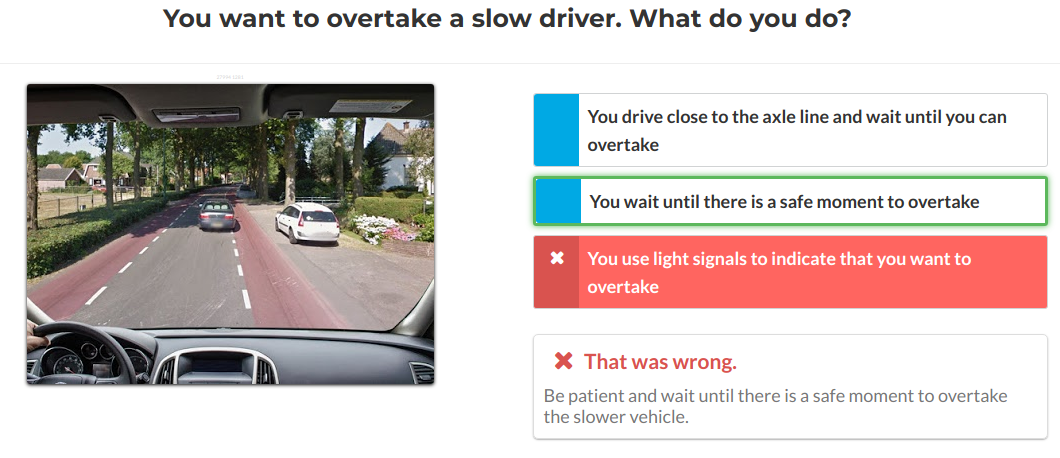 You want to overtake a slow driver. What do you do?
You drive close to the axle line and wait until you can
overtake
You wait until there is a safe moment to overtake
You use light signals to indicate that you want to
overtake
That was wrong.
Be patient and wait until there is a safe moment to overtake
the slower vehicle.